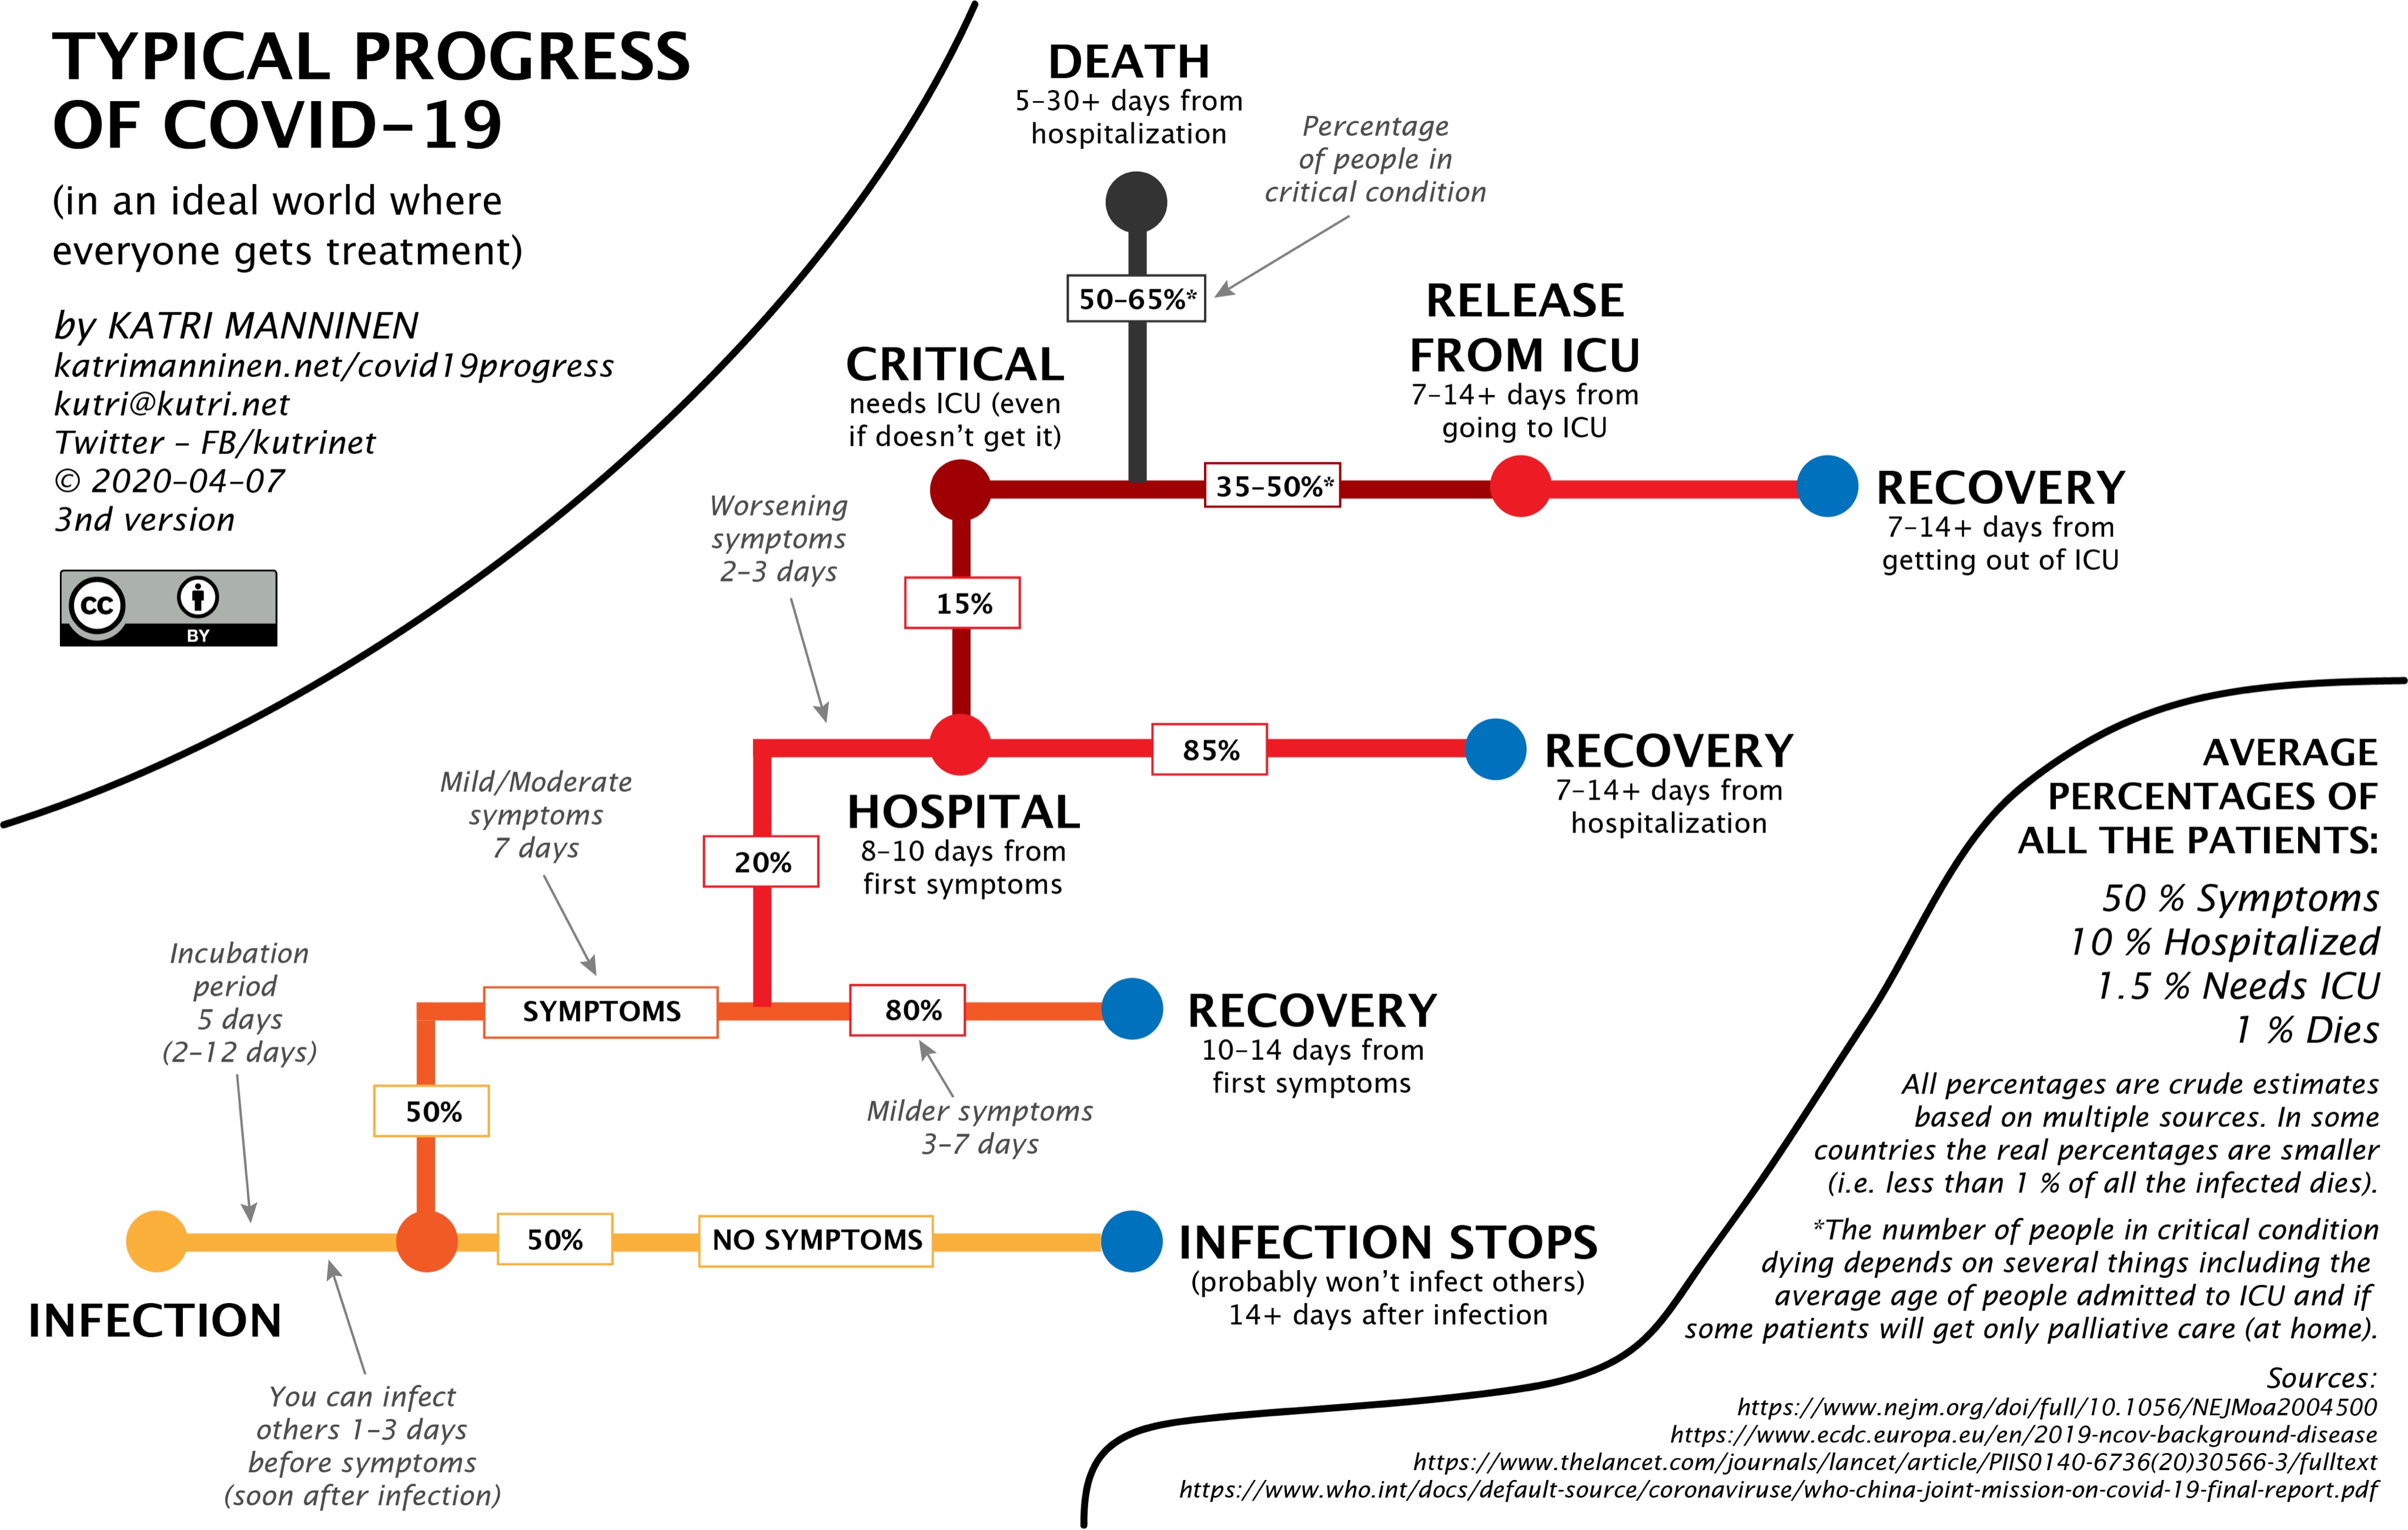 TYPICAL PROGRESS
OF COVID-19
(in an ideal world where
everyone gets treatment)
by KATRI MANNINEN
katrimanninen.net/covid19progress
kutri@kutri.net
Twitter – FB/kutrinet
© 2020-04-07
3nd version
cc
BY
DEATH
5-30+ days from
hospitalization
Percentage
of people in
critical condition
50-65%*
RELEASE
FROM ICU
7-14+ days from
going to ICU
CRITICAL
needs ICU (even
if doesn't get it)
35-50%*
RECOVERY
7-14+ days from
getting out of ICU
Worsening
symptoms
2-3 days
15%
85%
RECOVERY
7-14+ days from
hospitalization
HOSPITAL
8-10 days from
first symptoms
Mild/Moderate
symptoms
7 days
20%
SYMPTOMS
80%
RECOVERY
10-14 days from
first symptoms
Milder symptoms
3-7 days
Incubation
period
5 days
(2-12 days)
50%
50%
NO SYMPTOMS
INFECTION STOPS
(probably won't infect others)
14+ days after infection
INFECTION
You can infect
others 1-3 days
before symptoms
(soon after infection)
AVERAGE
PERCENTAGES OF
ALL THE PATIENTS:
50 % Symptoms
10 % Hospitalized
1.5 % Needs ICU
1 % Dies
All percentages are crude estimates
based on multiple sources. In some
countries the real percentages are smaller
(i.e. less than 1 % of all the infected dies).
*The number of people in critical condition
dying depends on several things including the
average age of people admitted to ICU and if
some patients will get only palliative care (at home).
Sources:
https://www.nejm.org/doi/full/10.1056/NEJMoa2004500
https://www.ecdc.europa.eu/en/2019-ncov-background-disease
https://www.thelancet.com/journals/lancet/article/PIIS0140-6736(20)30566-3/fulltext
https://www.who.int/docs/default-source/coronaviruse/who-china-joint-mission-on-covid-19-final-report.pdf